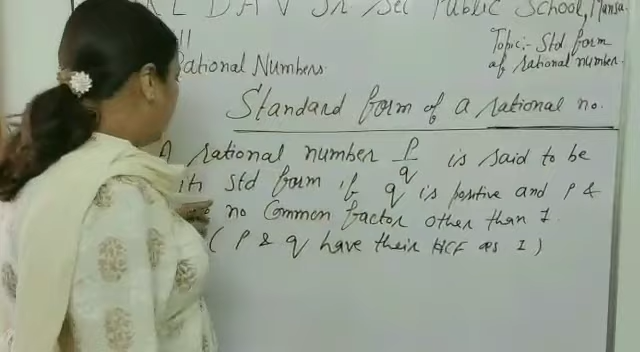 DAV Sr Sec Public School, Mansa.
Topic:- Std form
of rational number.
Rational Numbers
Standard form of a rational no.
A rational number P/q is said to be
its std form if q is positive and P &
no Common factor other than 1.
( P & q have their HCF as 1 )